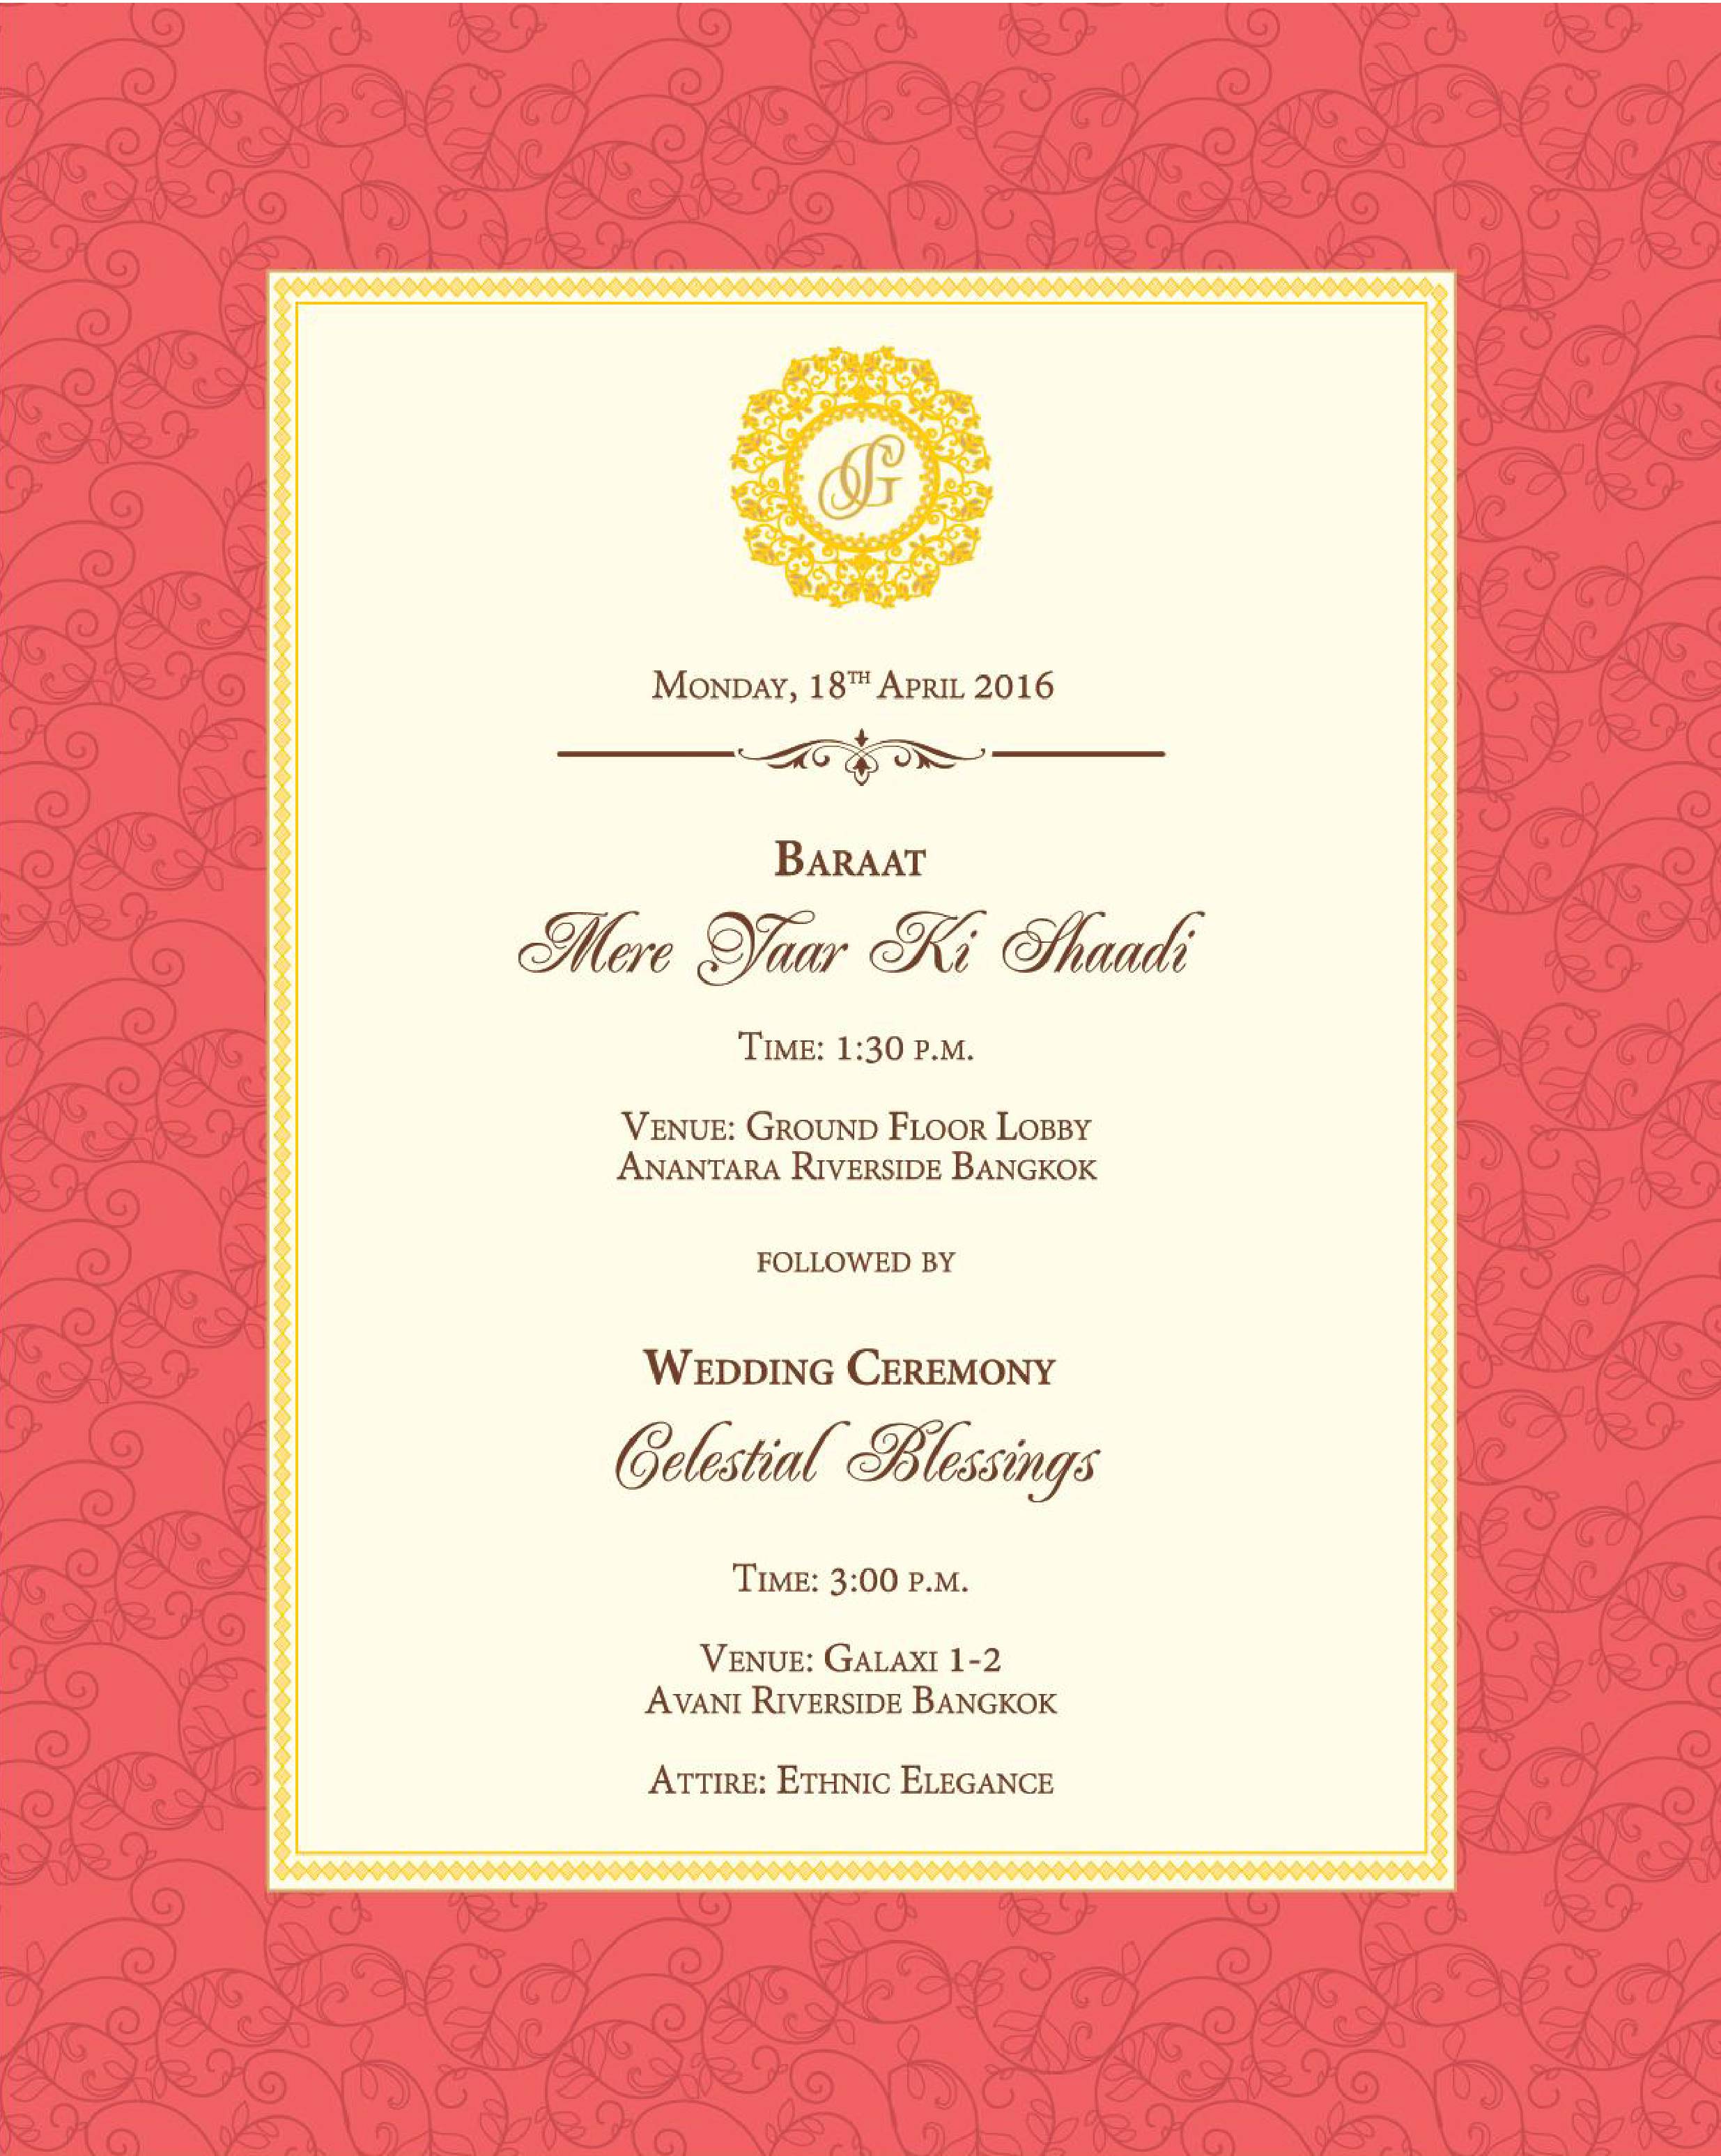 SG
MONDAY, 18TH APRIL 2016
BARAAT
Mere Yaar Ki Shaadi
TIME: 1:30 P.M.
VENUE: GROUND FLOOR LOBBY
ANANTARA RIVERSIDE BANGKOK
FOLLOWED BY
WEDDING CEREMONY
Celestial Blessings
TIME: 3:00 P.M.
VENUE: GALAXI 1-2
AVANI RIVERSIDE BANGKOK
ATTIRE: ETHNIC ELEGANCE